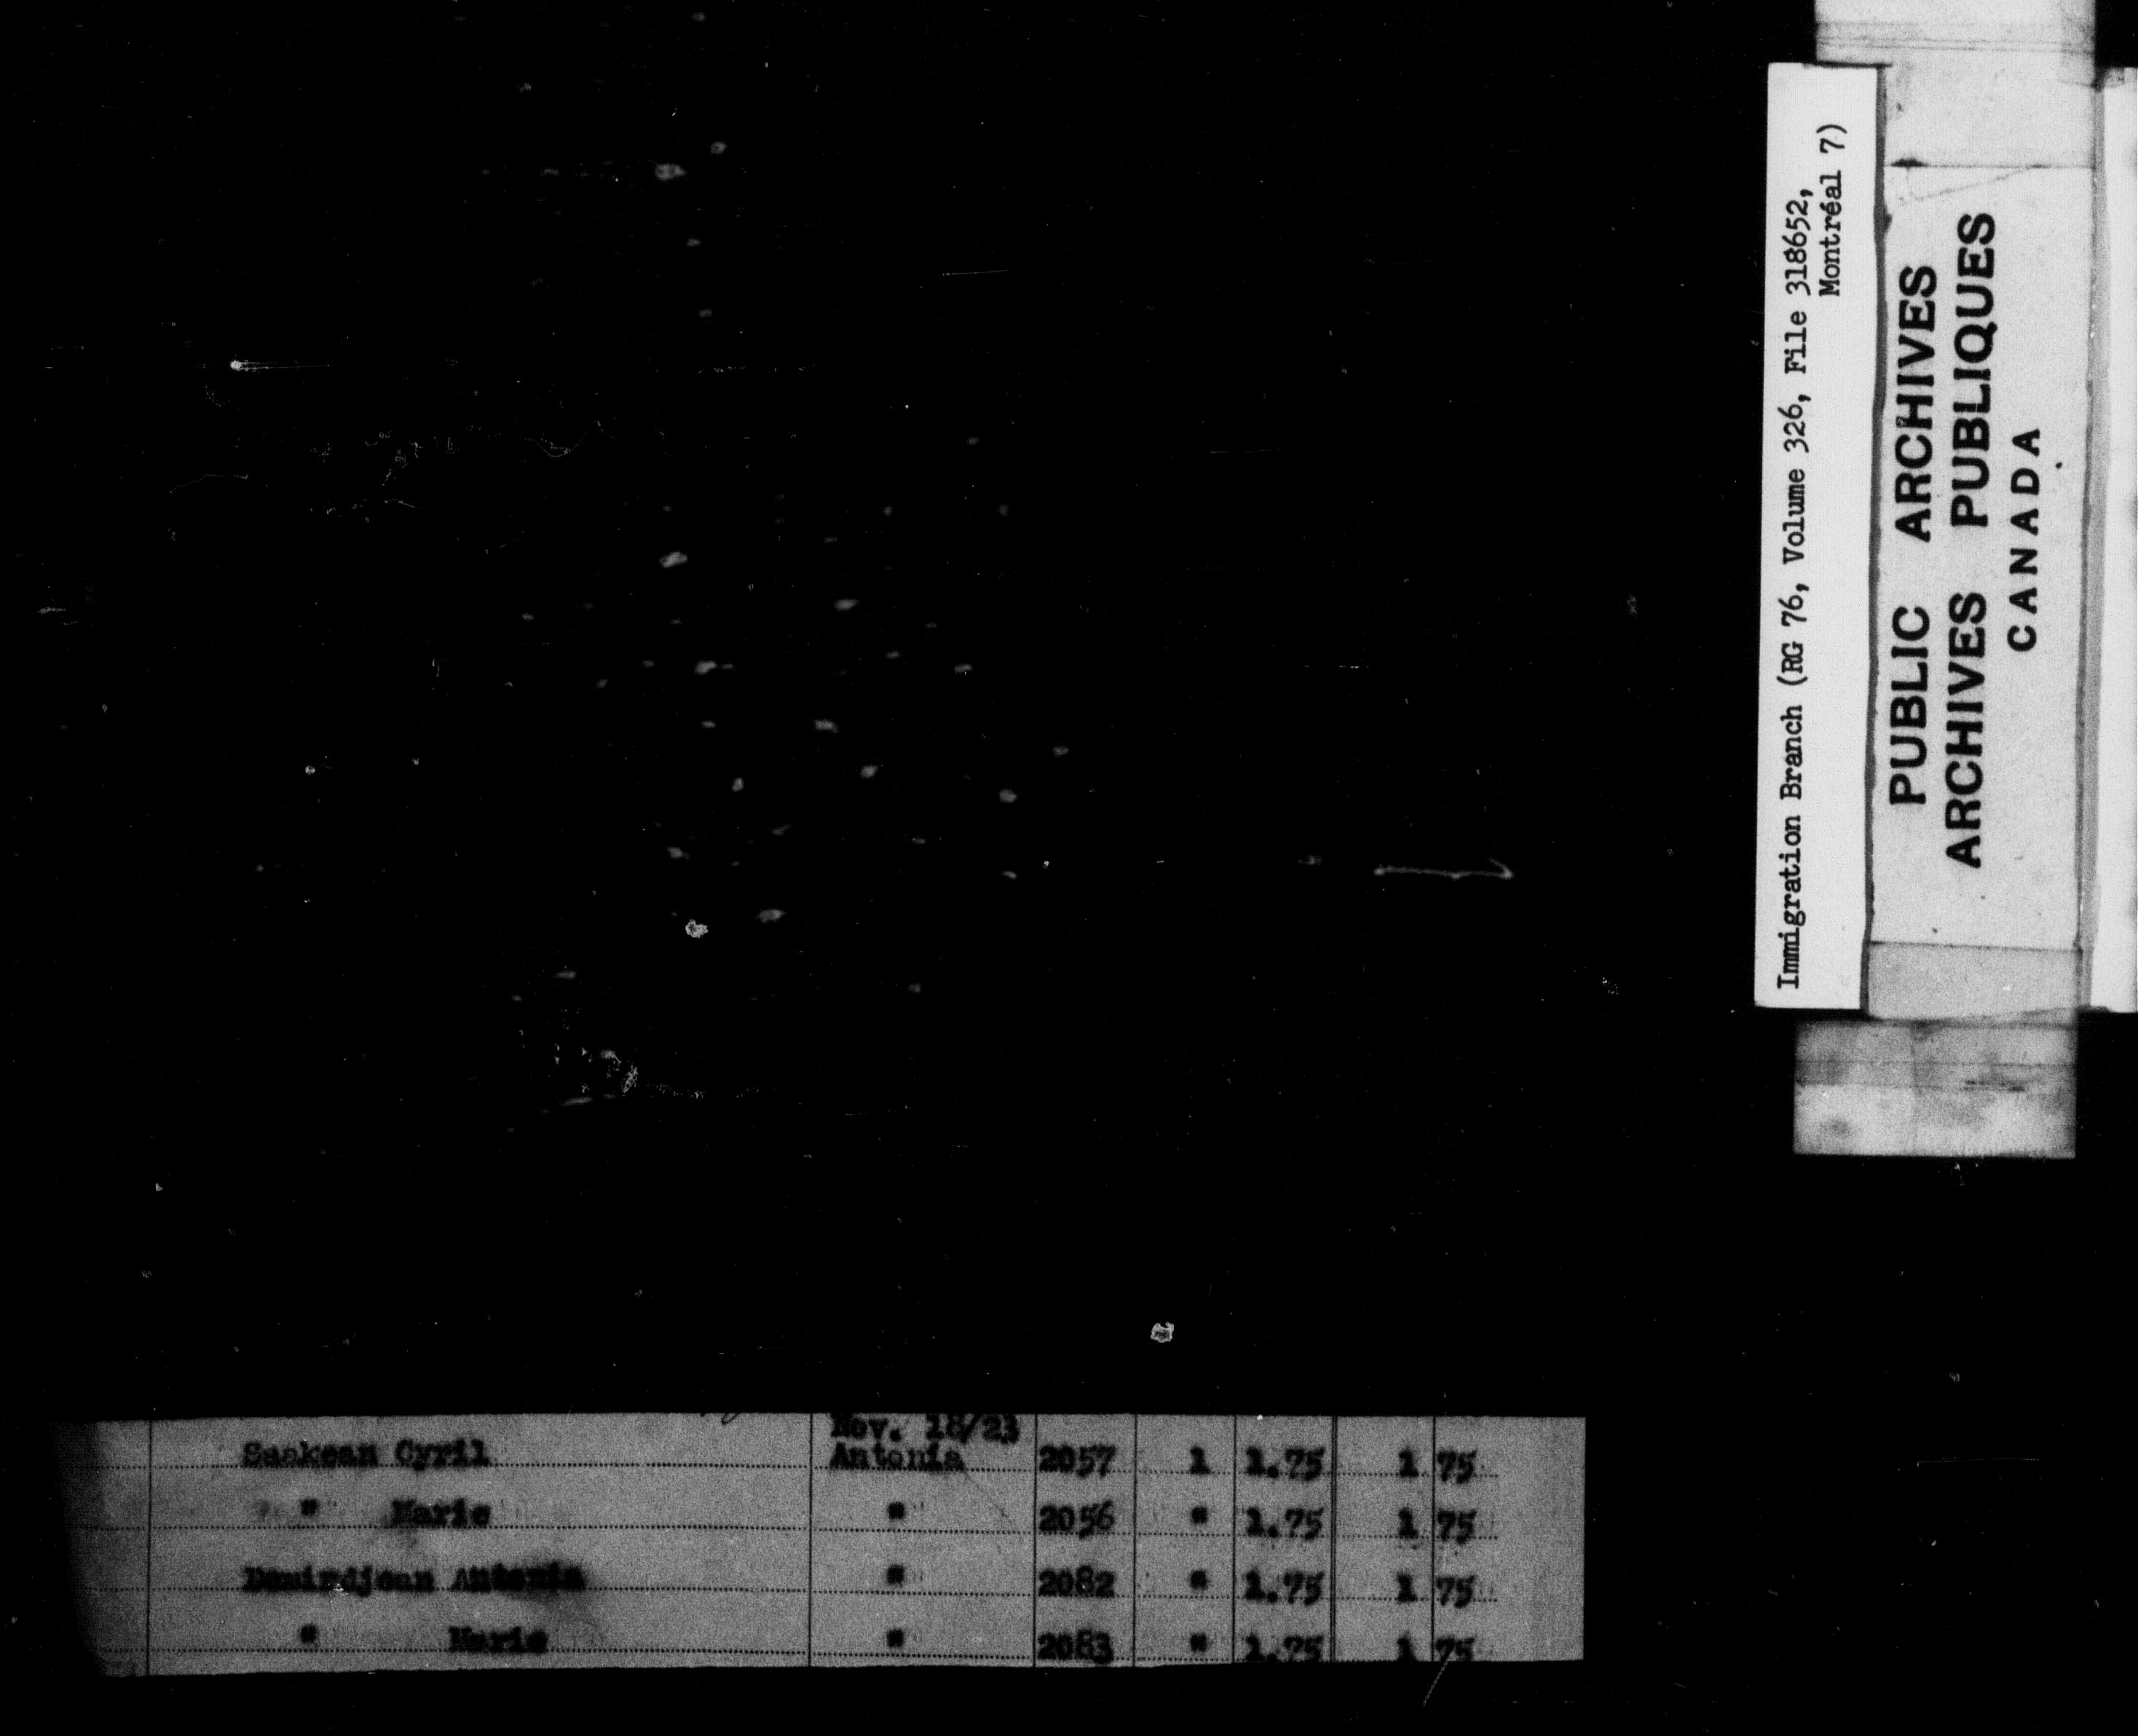 Immigration Branch (RG 76, Volume 326, File 318652,
Montréal 7)
PUBLIC ARCHIVES
ARCHIVES PUBLIQUES
CANADA
Nov. 18/23
Saakean Cyril Antonia 2057 1 1.75 1 75
" Marie " 2056 " 1.75 1 75
Demirdjean Antonia " 2082 " 1.75 1 75
" Marie " 2083 " 1.75 1 75